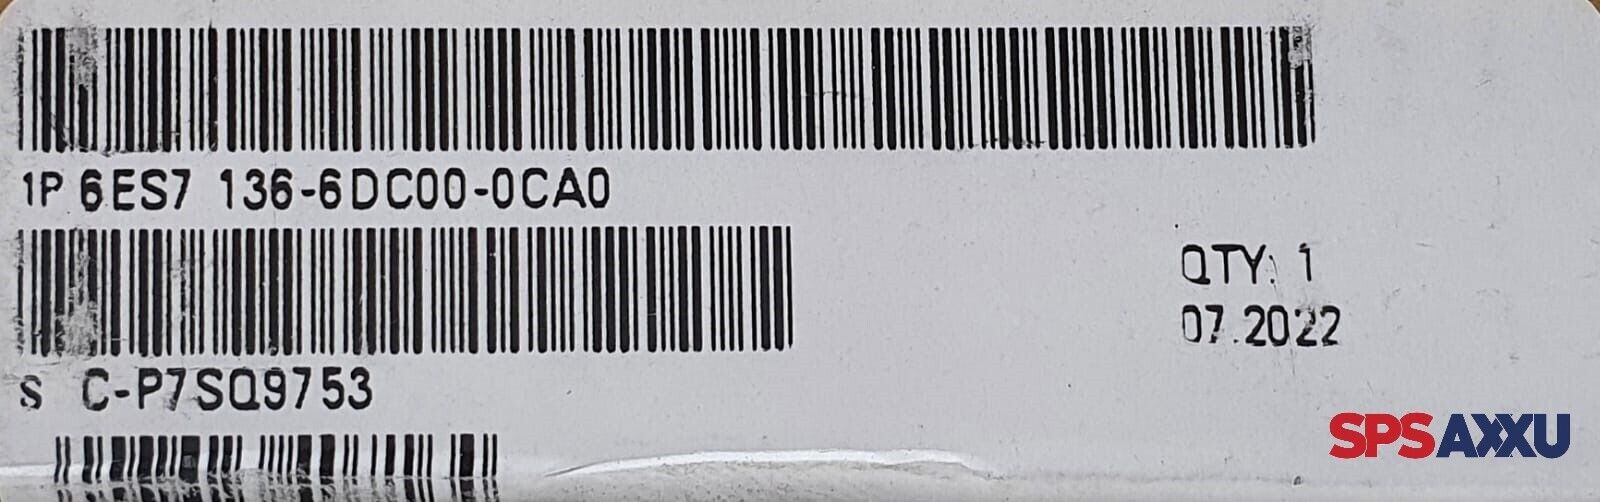 1P 6ES7 136-6DC00-0CA0
QTY: 1
07.2022
S C-P7SQ9753
SPSAXXU